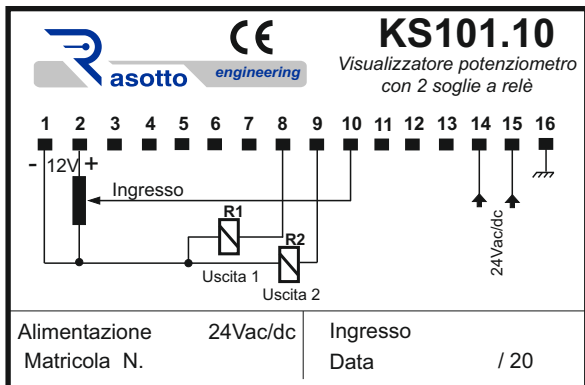 Rasotto
engineering
CE
KS101.10
Visualizzatore potenziometro
con 2 soglie a relè
1 2 3 4 5 6 7 8 9 10 11 12 13 14 15 16
- 12V +
Ingresso
R1
R2
Uscita 1
Uscita 2
24Vac/dc
Alimentazione 24Vac/dc
Matricola N.
Ingresso
Data / 20